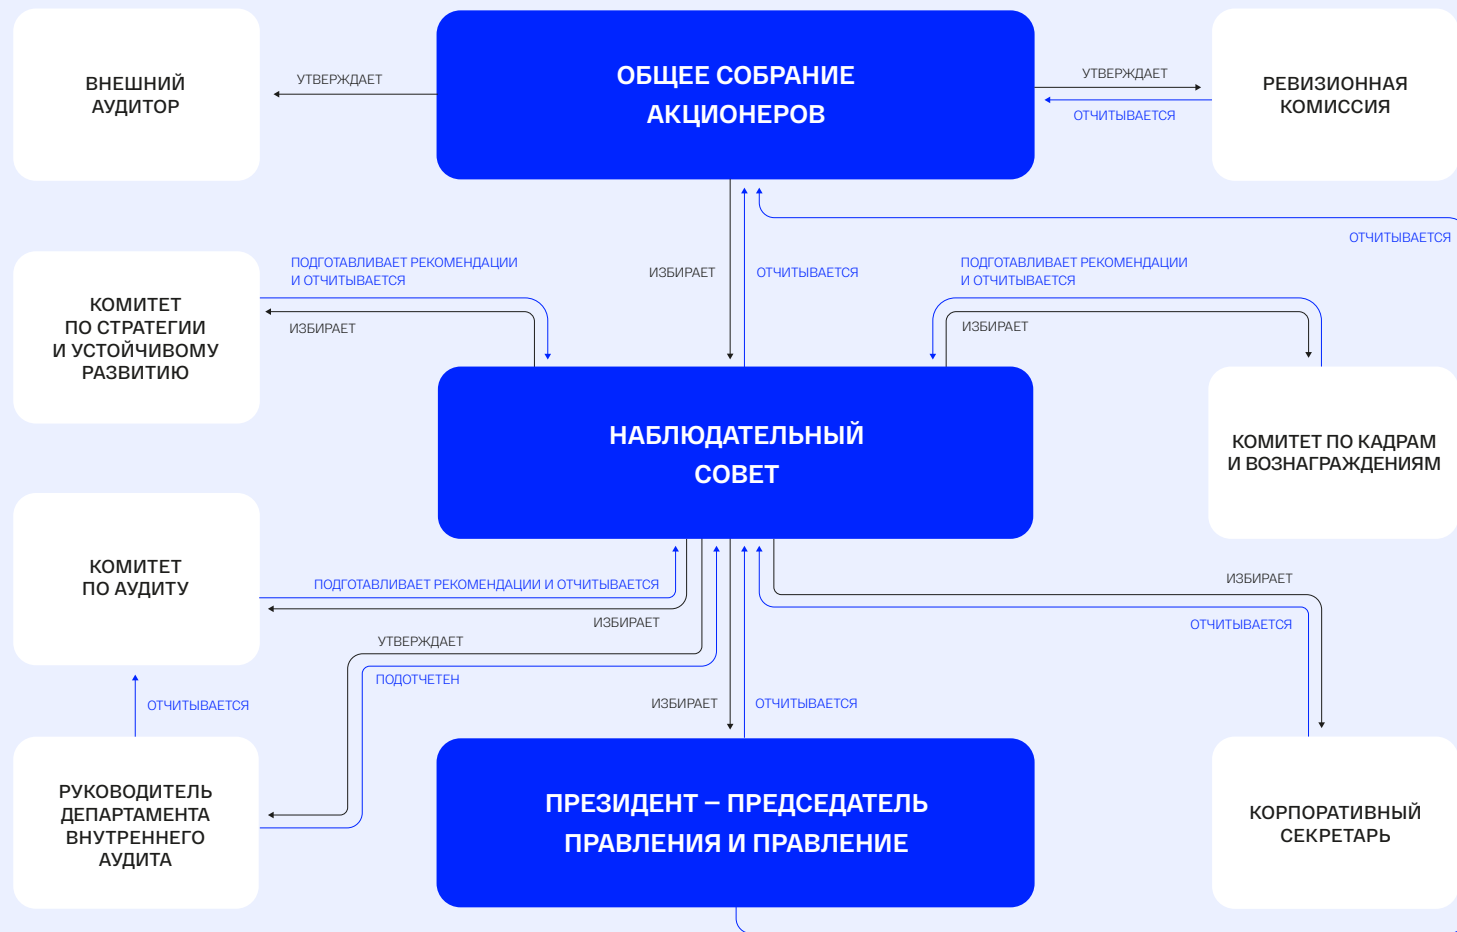 ВНЕШНИЙ
АУДИТОР
УТВЕРЖДАЕТ
ОБЩЕЕ СОБРАНИЕ
АКЦИОНЕРОВ
УТВЕРЖДАЕТ
ОТЧИТЫВАЕТСЯ
РЕВИЗИОННАЯ
КОМИССИЯ
ОТЧИТЫВАЕТСЯ
ПОДГОТАВЛИВАЕТ РЕКОМЕНДАЦИИ
И ОТЧИТЫВАЕТСЯ
ИЗБИРАЕТ
ИЗБИРАЕТ
ОТЧИТЫВАЕТСЯ
ПОДГОТАВЛИВАЕТ РЕКОМЕНДАЦИИ
И ОТЧИТЫВАЕТСЯ
ИЗБИРАЕТ
КОМИТЕТ
ПО СТРАТЕГИИ
И УСТОЙЧИВОМУ
РАЗВИТИЮ
НАБЛЮДАТЕЛЬНЫЙ
СОВЕТ
КОМИТЕТ ПО КАДРАМ
И ВОЗНАГРАЖДЕНИЯМ
КОМИТЕТ
ПО АУДИТУ
ПОДГОТАВЛИВАЕТ РЕКОМЕНДАЦИИ И ОТЧИТЫВАЕТСЯ
ИЗБИРАЕТ
УТВЕРЖДАЕТ
ПОДОТЧЕТЕН
ИЗБИРАЕТ
ОТЧИТЫВАЕТСЯ
ИЗБИРАЕТ
ОТЧИТЫВАЕТСЯ
ОТЧИТЫВАЕТСЯ
РУКОВОДИТЕЛЬ
ДЕПАРТАМЕНТА
ВНУТРЕННЕГО
АУДИТА
ПРЕЗИДЕНТ – ПРЕДСЕДАТЕЛЬ
ПРАВЛЕНИЯ И ПРАВЛЕНИЕ
КОРПОРАТИВНЫЙ
СЕКРЕТАРЬ